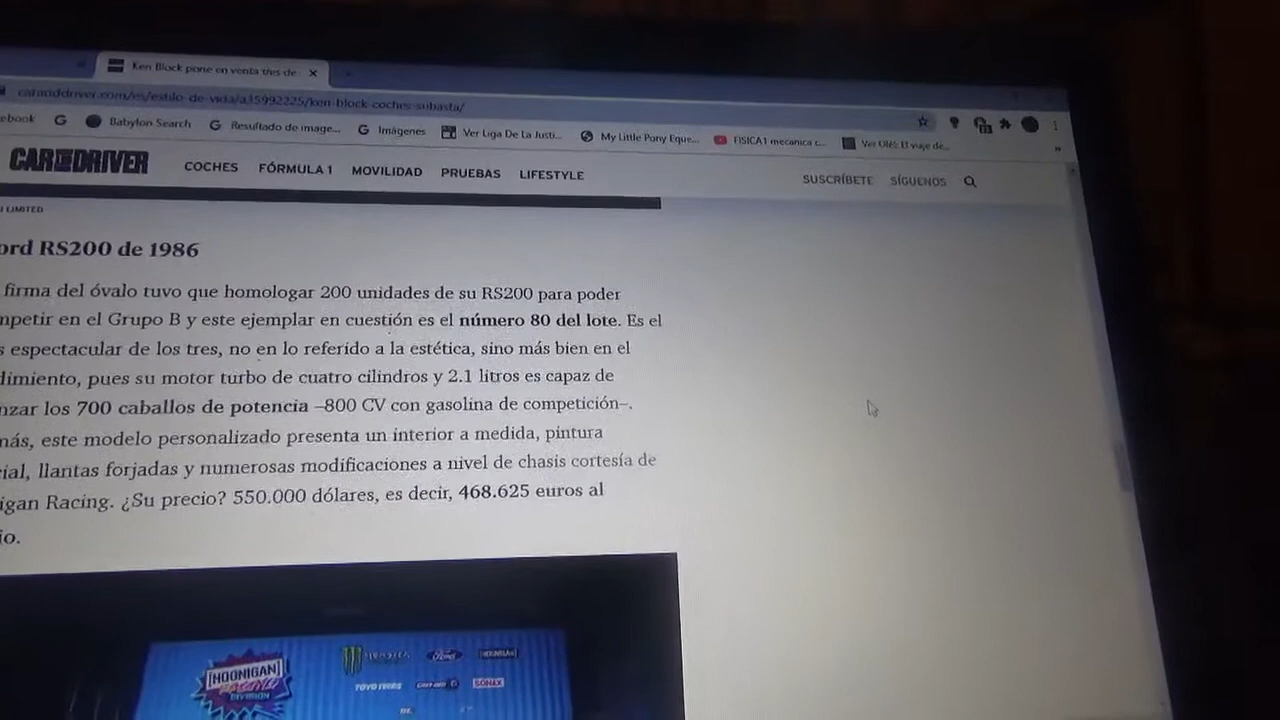 Ken Block pone en venta tres de
caranddriver.com/es/estilo-de-vida/a35992225/ken-block-coches-subasta/
ebook
Babylon Search
Resultado de image...
Imágenes
Ver Liga De La Justi...
My Little Pony Eque...
FISICA1 mecanica c...
Ver Olé: El viaje de...
»
CAR AND DRIVER
COCHES FÓRMULA 1 MOVILIDAD PRUEBAS LIFESTYLE
SUSCRÍBETE SÍGUENOS
LIMITED
ord RS200 de 1986
firma del óvalo tuvo que homologar 200 unidades de su RS200 para poder
mpetir en el Grupo B y este ejemplar en cuestión es el número 80 del lote. Es el
s espectacular de los tres, no en lo referido a la estética, sino más bien en el
dimiento, pues su motor turbo de cuatro cilindros y 2.1 litros es capaz de
nzar los 700 caballos de potencia –800 CV con gasolina de competición–.
más, este modelo personalizado presenta un interior a medida, pintura
cial, llantas forjadas y numerosas modificaciones a nivel de chasis cortesía de
igan Racing. ¿Su precio? 550.000 dólares, es decir, 468.625 euros al
io.
[HOONIGAN]
RACING
DIVISION
MONSTER Ford [HOONIGAN]
TOYO TIRES SONAX